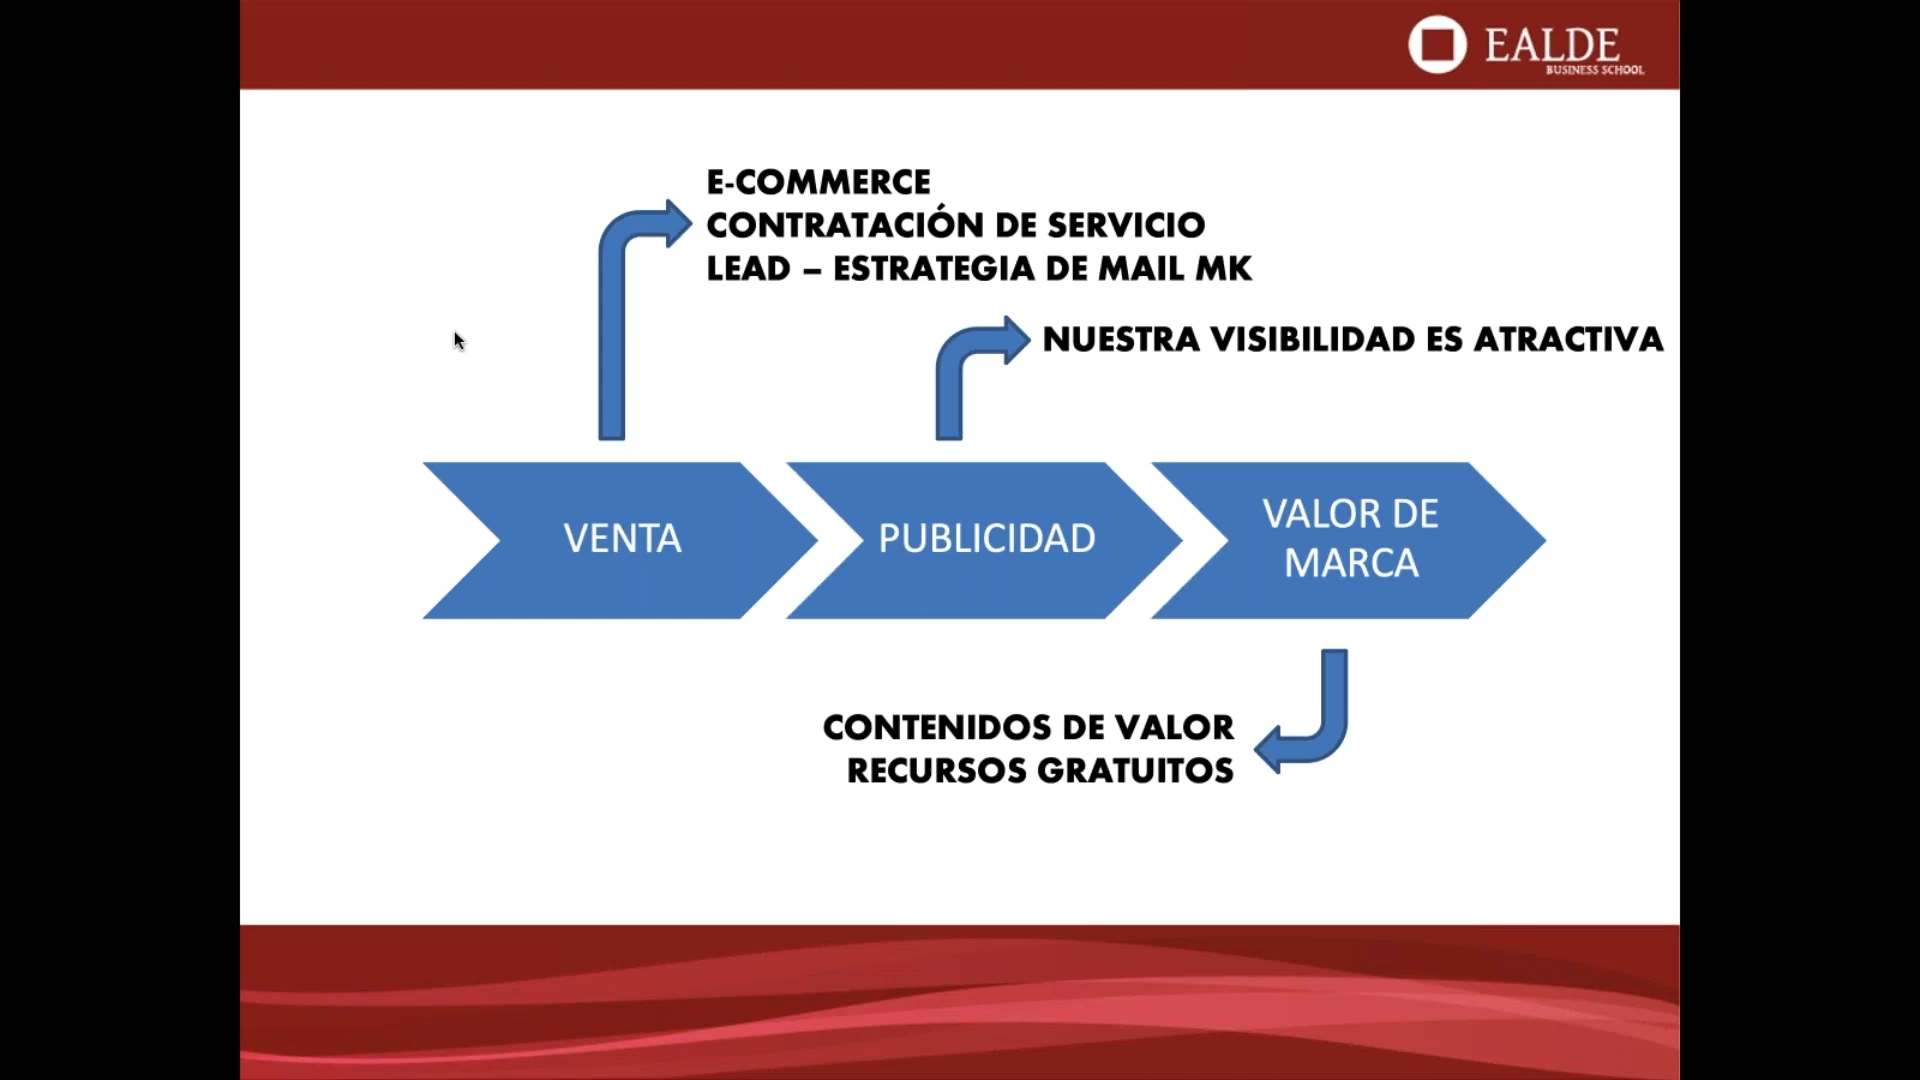 EALDE
BUSINESS SCHOOL
E-COMMERCE
CONTRATACIÓN DE SERVICIO
LEAD – ESTRATEGIA DE MAIL MK
NUESTRA VISIBILIDAD ES ATRACTIVA
VENTA
PUBLICIDAD
VALOR DE
MARCA
CONTENIDOS DE VALOR
RECURSOS GRATUITOS